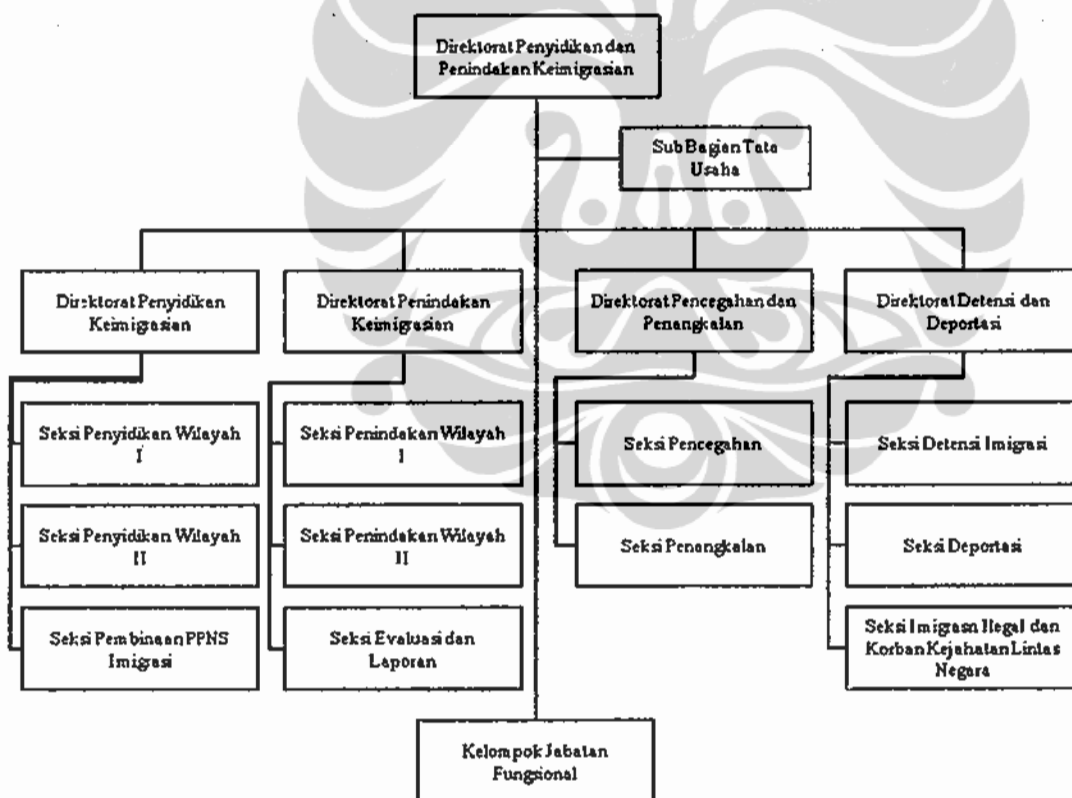 Direktorat Penyidikan dan
Penindakan Keimigrasian
Sub Bagian Tata
Usaha
Direktorat Penyidikan
Keimigrasian
Direktorat Penindakan
Keimigrasian
Direktorat Pencegahan dan
Penangkalan
Direktorat Detensi dan
Deportasi
Seksi Penyidikan Wilayah
I
Seksi Penindakan Wilayah
I
Seksi Pencegahan
Seksi Detensi Imigrasi
Seksi Penyidikan Wilayah
II
Seksi Penindakan Wilayah
II
Seksi Penangkalan
Seksi Deportasi
Seksi Pembinaan PPNS
Imigrasi
Seksi Evaluasi dan
Laporan
Seksi Imigrasn Ilegal dan
Korban Kejahatan Lintas
Negara
Kelompok Jabatan
Fungsional